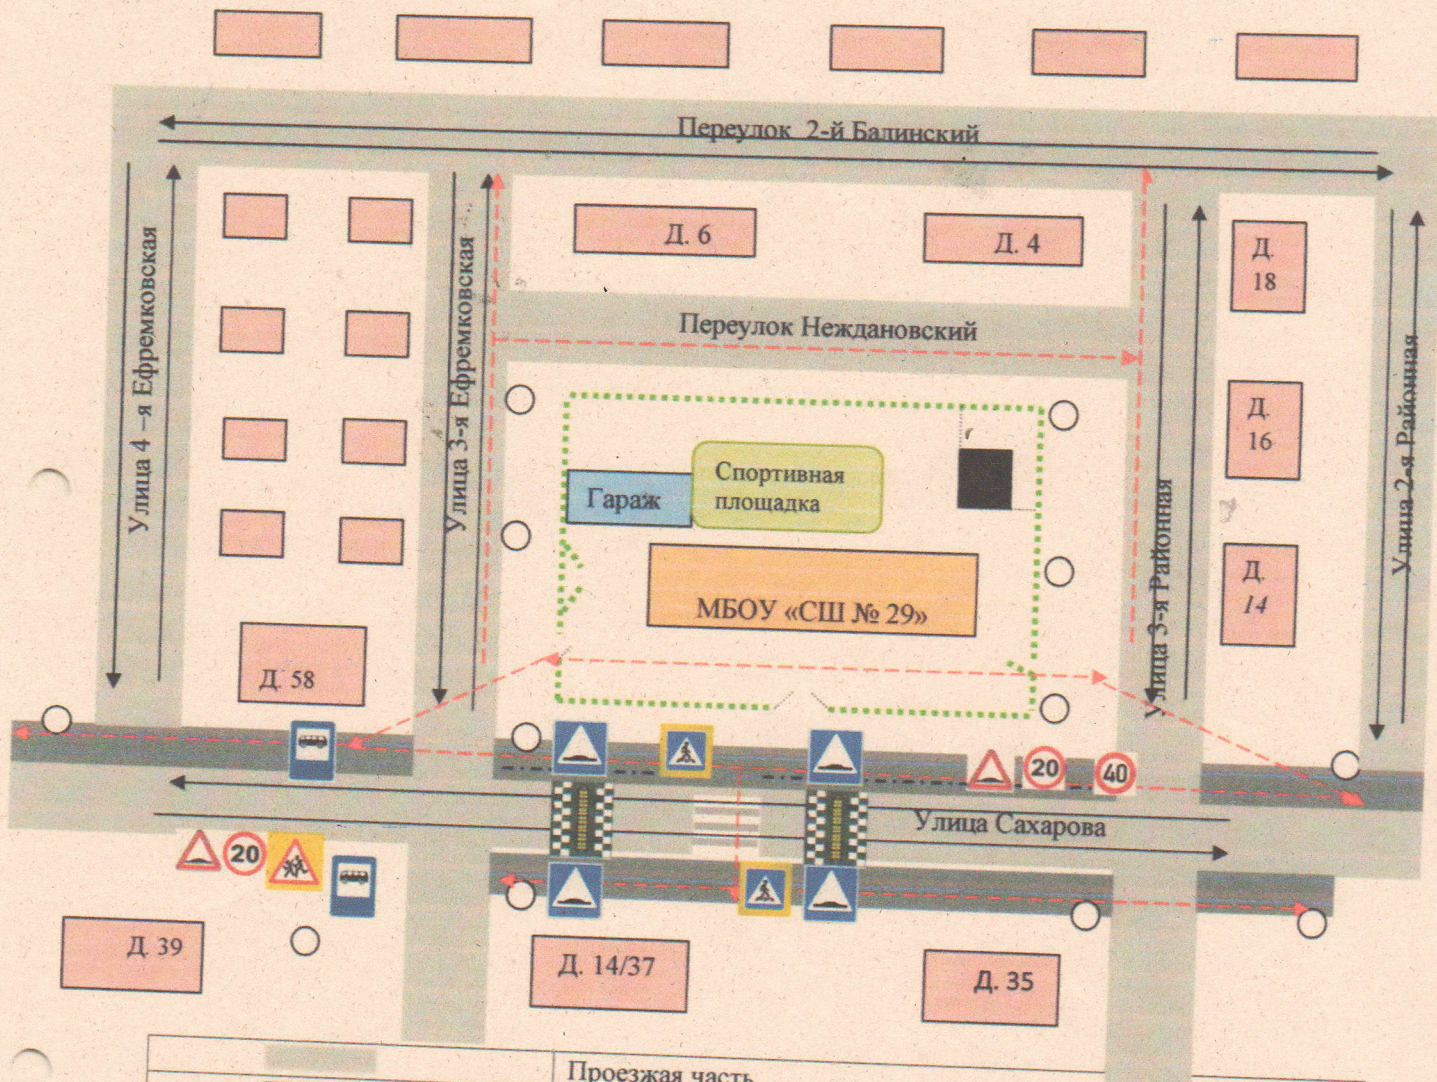 Переулок 2-й Балинский
Улица 4 –я Ефремковская
Улица 3-я Ефремковская
Д. 6
Д. 4
Д.
18
Переулок Неждановский
Д.
16
Улица 2-я Районная
Спортивная
площадка
Гараж
МБОУ «СШ № 29»
Улица 3-я Районная
Д.
14
Д. 58
20
40
Улица Сахарова
20
Д. 39
Д. 14/37
Д. 35
Проезжая часть